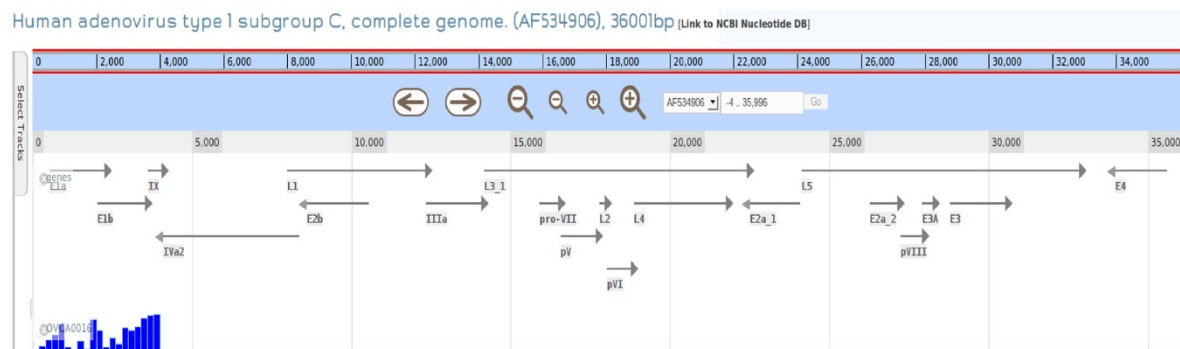 Human adenovirus type 1 subgroup C, complete genome. (AF534906), 36001bp [Link to NCBI Nucleotide DB]
Select Tracks
0 2,000 4,000 6,000 8,000 10,000 12,000 14,000 16,000 18,000 20,000 22,000 24,000 26,000 28,000 30,000 32,000 34,000
AF534906 -4 .. 35,996 Go
0 5,000 10,000 15,000 20,000 25,000 30,000 35,000
genes
E1a IX L1 L3_1 L5 E4
E1b E2b IIIa pro-VII L2 L4 E2a_1 E2a_2 E3A E3
IVa2 pV pVIII
pVI
OVCA0016